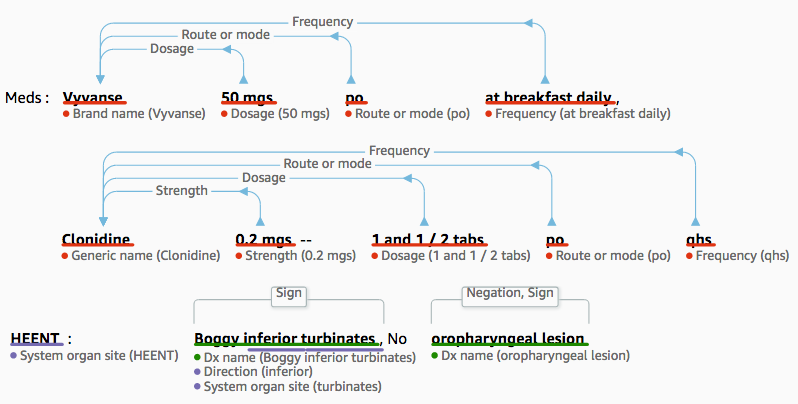 Frequency
Route or mode
Dosage
Meds : Vyvanse 50 mgs po at breakfast daily ,
Brand name (Vyvanse) Dosage (50 mgs) Route or mode (po) Frequency (at breakfast daily)
Frequency
Route or mode
Dosage
Strength
Clonidine 0.2 mgs -- 1 and 1 / 2 tabs po qhs
Generic name (Clonidine) Strength (0.2 mgs) Dosage (1 and 1 / 2 tabs) Route or mode (po) Frequency (qhs)
Sign Negation, Sign
HEENT : Boggy inferior turbinates , No oropharyngeal lesion
System organ site (HEENT) Dx name (Boggy inferior turbinates) Dx name (oropharyngeal lesion)
Direction (inferior)
System organ site (turbinates)